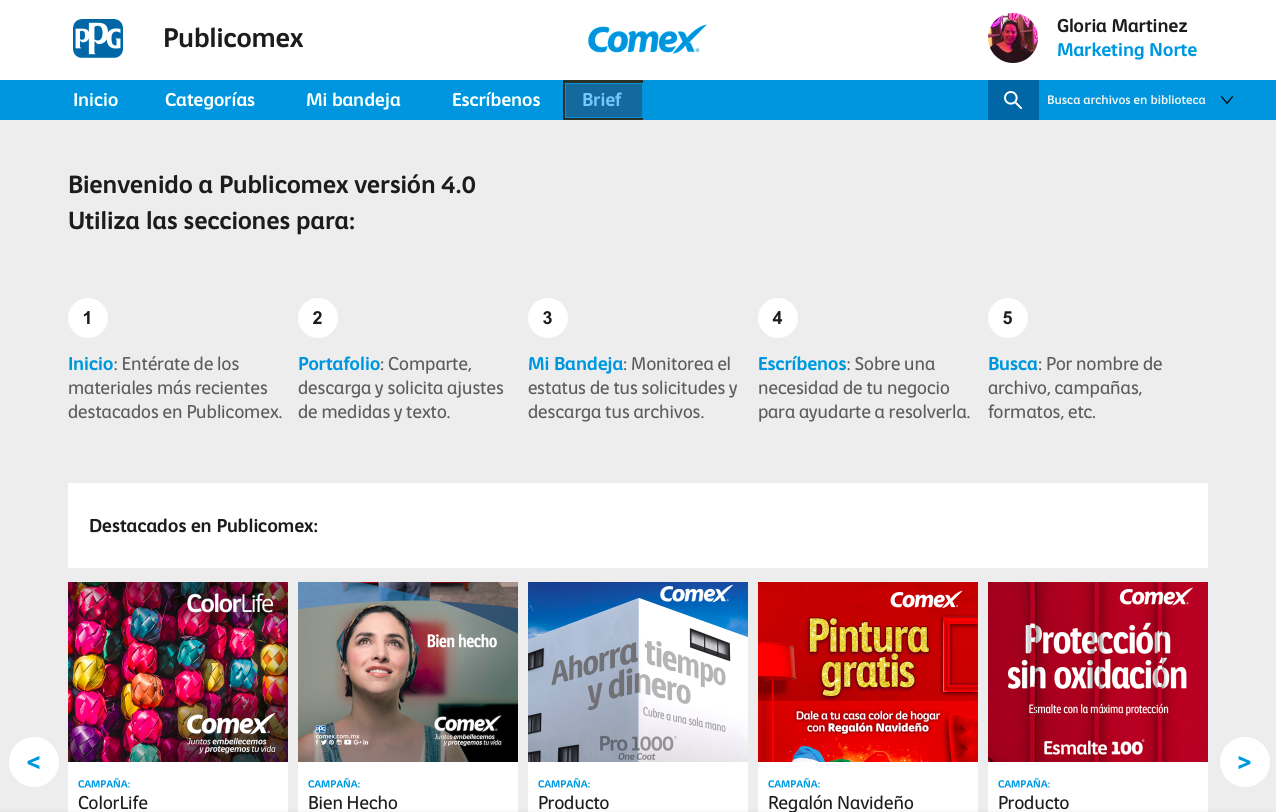 PPG
Publicomex
Comex
Gloria Martinez
Marketing Norte
Inicio
Categorías
Mi bandeja
Escríbenos
Brief
Busca archivos en biblioteca
Bienvenido a Publicomex versión 4.0
Utiliza las secciones para:
1
Inicio: Entérate de los
materiales más recientes
destacados en Publicomex.
2
Portafolio: Comparte,
descarga y solicita ajustes
de medidas y texto.
3
Mi Bandeja: Monitorea el
estatus de tus solicitudes y
descarga tus archivos.
4
Escríbenos: Sobre una
necesidad de tu negocio
para ayudarte a resolverla.
5
Busca: Por nombre de
archivo, campañas,
formatos, etc.
Destacados en Publicomex:
<
ColorLife
Comex
Juntos embellecemos
y protegemos tu vida
CAMPAÑA:
ColorLife
Bien hecho
PPG
comex.com.mx
Comex
Juntos embellecemos
y protegemos tu vida
CAMPAÑA:
Bien Hecho
Comex
Ahorra tiempo
y dinero
Cubre a una sola mano
Pro 1000
One Coat
CAMPAÑA:
Producto
Comex
Pintura
gratis
Dale a tu casa color de hogar
con Regalón Navideño
CAMPAÑA:
Regalón Navideño
Comex
Protección
sin oxidación
Esmalte con la máxima protección
Esmalte 100
CAMPAÑA:
Producto
>